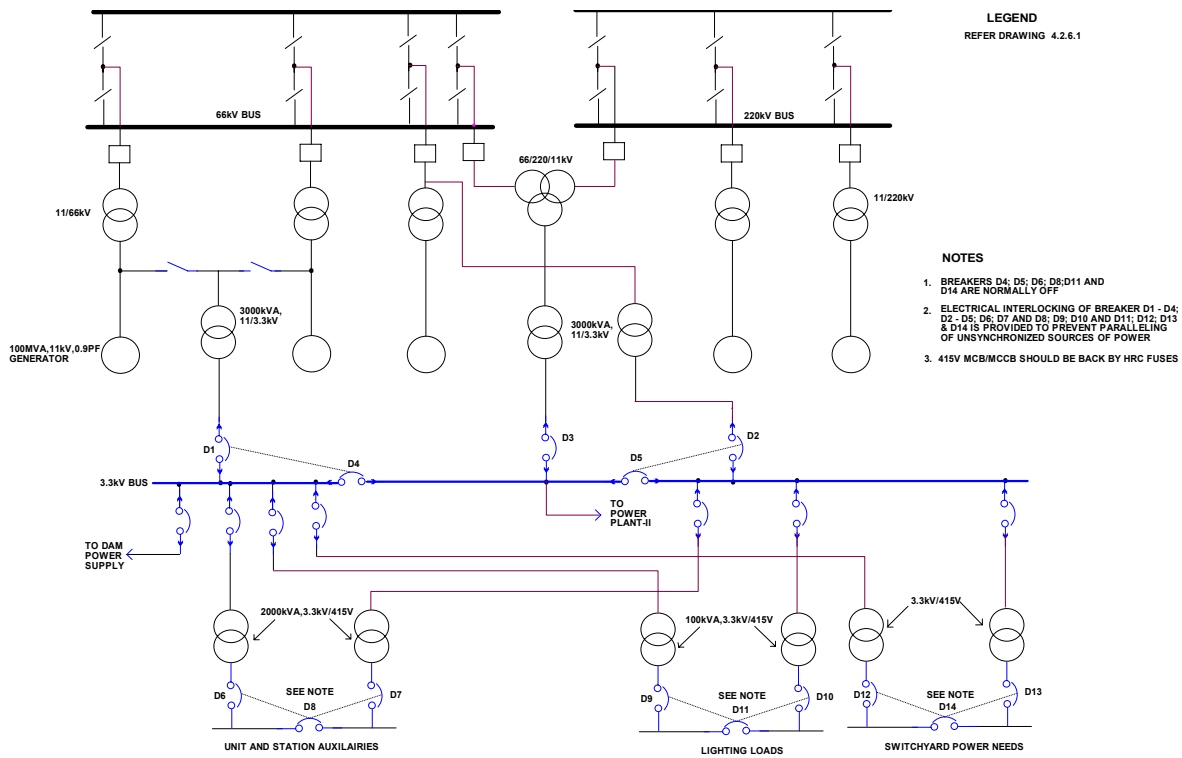 LEGEND
REFER DRAWING 4.2.6.1
66kV BUS
220kV BUS
66/220/11kV
11/66kV
11/220kV
NOTES
1. BREAKERS D4; D5; D6; D8;D11 AND
D14 ARE NORMALLY OFF
2. ELECTRICAL INTERLOCKING OF BREAKER D1 - D4;
D2 - D5; D6; D7 AND D8; D9; D10 AND D11; D12; D13
& D14 IS PROVIDED TO PREVENT PARALLELING
OF UNSYNCHRONIZED SOURCES OF POWER
3. 415V MCB/MCCB SHOULD BE BACK BY HRC FUSES
3000kVA,
11/3.3kV
3000kVA,
11/3.3kV
100MVA,11kV,0.9PF
GENERATOR
D1
D4
D3
D5
D2
3.3kV BUS
TO
POWER
PLANT-II
TO DAM
POWER
SUPPLY
2000kVA,3.3kV/415V
100kVA,3.3kV/415V
3.3kV/415V
D6
SEE NOTE
D8
D7
D9
SEE NOTE
D11
D10
D12
SEE NOTE
D14
D13
UNIT AND STATION AUXILAIRIES
LIGHTING LOADS
SWITCHYARD POWER NEEDS